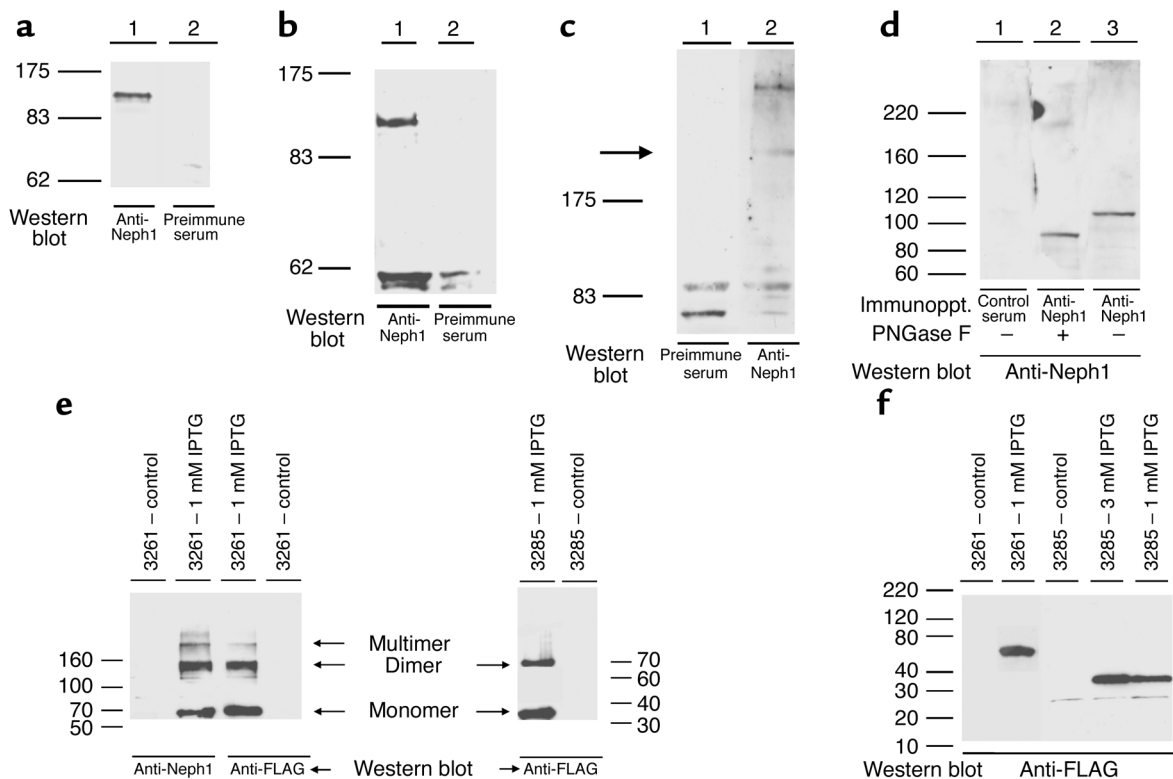 a
1 2
175
83
62
Western blot
Anti-Neph1
Preimmune serum
b
1 2
175
83
62
Western blot
Anti-Neph1
Preimmune serum
c
1 2
175
83
Western blot
Preimmune serum
Anti-Neph1
d
1 2 3
220
160
120
100
80
60
Immunoppt.
Control serum
Anti-Neph1
Anti-Neph1
PNGase F – + –
Western blot Anti-Neph1
e
3261 – control
3261 – 1 mM IPTG
3261 – 1 mM IPTG
3261 – control
3285 – 1 mM IPTG
3285 – control
160
100
70
50
Multimer
Dimer
Monomer
70
60
40
30
Anti-Neph1 Anti-FLAG Western blot Anti-FLAG
f
3261 – control
3261 – 1 mM IPTG
3285 – control
3285 – 3 mM IPTG
3285 – 1 mM IPTG
220
120
80
40
30
20
10
Western blot Anti-FLAG